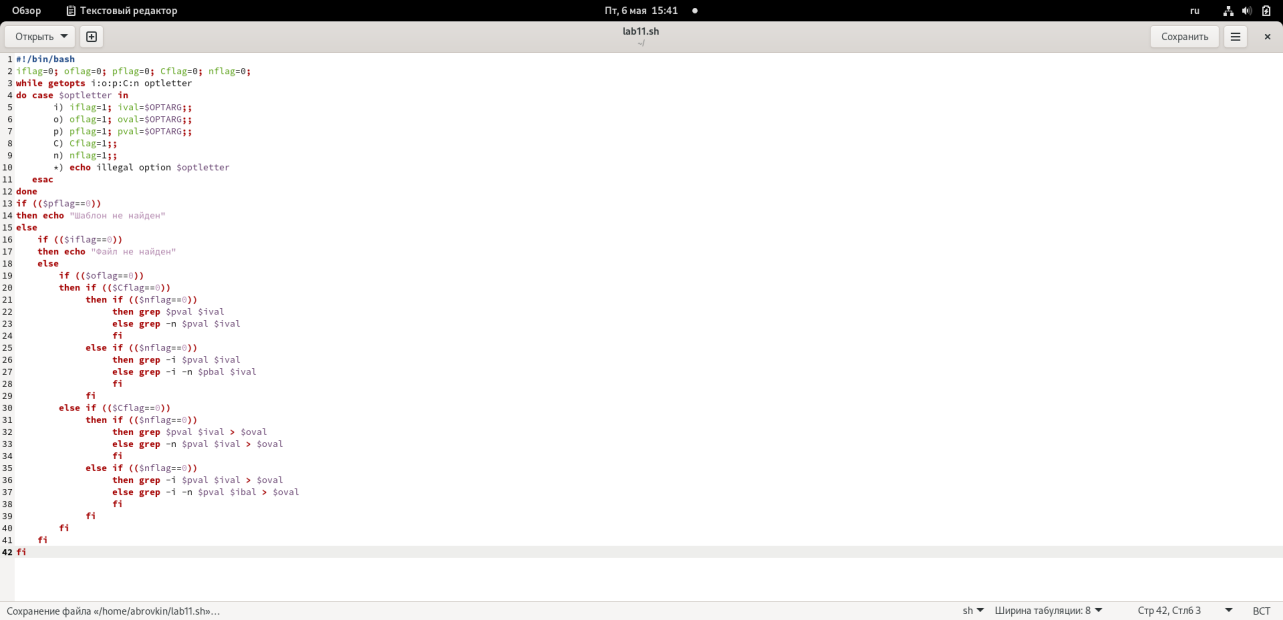 Обзор Текстовый редактор Пт, 6 мая 15:41 ru
Открыть lab11.sh Сохранить
~/
1 #!/bin/bash
2 iflag=0; oflag=0; pflag=0; Cflag=0; nflag=0;
3 while getopts i:o:p:C:n optletter
4 do case $optletter in
5 i) iflag=1; ival=$OPTARG;;
6 o) oflag=1; oval=$OPTARG;;
7 p) pflag=1; pval=$OPTARG;;
8 C) Cflag=1;;
9 n) nflag=1;;
10 *) echo illegal option $optletter
11 esac
12 done
13 if (($pflag==0))
14 then echo "Шаблон не найден"
15 else
16 if (($iflag==0))
17 then echo "Файл не найден"
18 else
19 if (($oflag==0))
20 then if (($Cflag==0))
21 then if (($nflag==0))
22 then grep $pval $ival
23 else grep -n $pval $ival
24 fi
25 else if (($nflag==0))
26 then grep -i $pval $ival
27 else grep -i -n $pbal $ival
28 fi
29 fi
30 else if (($Cflag==0))
31 then if (($nflag==0))
32 then grep $pval $ival > $oval
33 else grep -n $pval $ival > $oval
34 fi
35 else if (($nflag==0))
36 then grep -i $pval $ival > $oval
37 else grep -i -n $pval $ibal > $oval
38 fi
39 fi
40 fi
41 fi
42 fi
Сохранение файла «/home/abrovkin/lab11.sh»… sh Ширина табуляции: 8 Стр 42, Стлб 3 ВСТ